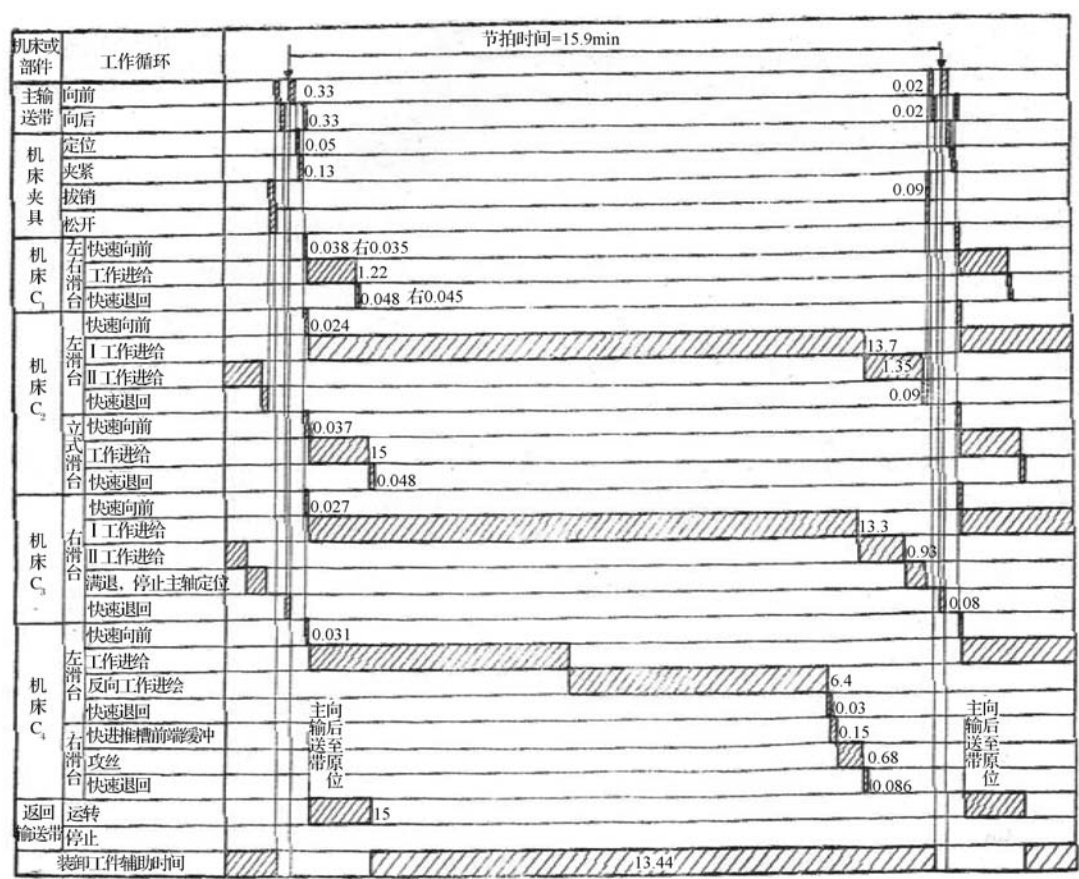 机床或部件
工作循环
节拍时间=15.9min
主输送带
向前
0.33
0.02
向后
0.33
0.02
机床夹具
定位
0.05
夹紧
0.13
拔销
0.09
松开
机床C₁
左右滑台
快速向前
0.038 右0.035
工作进给
1.22
快速退回
0.048 右0.045
机床C₂
左滑台
快速向前
0.024
I工作进给
13.7
II工作进给
1.35
快速退回
0.09
立式滑台
快速向前
0.037
工作进给
15
快速退回
0.048
机床C₃
右滑台
快速向前
0.027
I工作进给
13.3
II工作进给
0.93
满退、停止主轴定位
快速退回
0.08
机床C₄
左滑台
快速向前
0.031
工作进给
反向工作进绘
6.4
快速退回
0.03
右滑台
快进推槽前端缓冲
0.15
攻丝
0.68
快速退回
0.086
主输送带
向后至原位
主输送带
向后至原位
返回输送带
运转
15
停止
装卸工件辅助时间
13.44